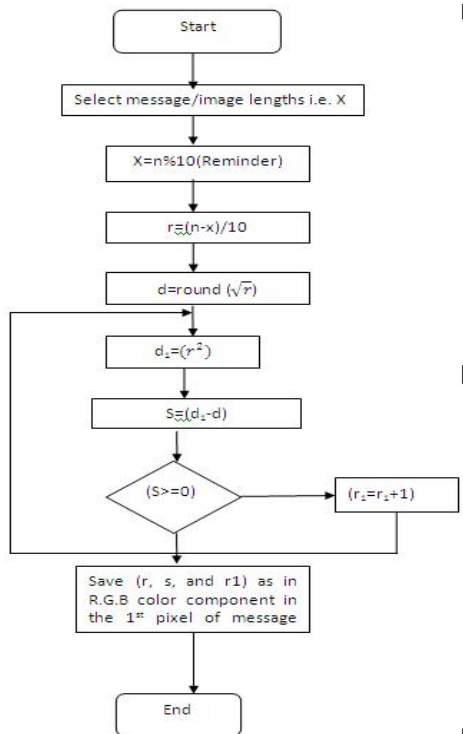 Start
Select message/image lengths i.e. X
X=n%10(Reminder)
r=(n-x)/10
d=round (√r)
d₁=(r²)
S=(d₁-d)
(S>=0)
(r₁=r₁+1)
Save (r, s, and r1) as in
R.G.B color component in
the 1ˢᵗ pixel of message
End